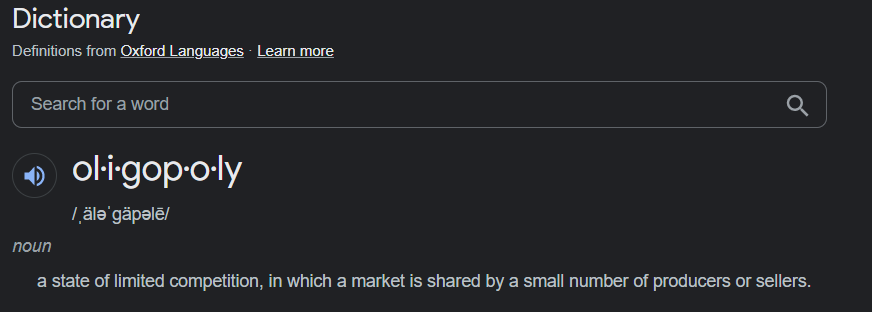 Dictionary
Definitions from Oxford Languages · Learn more
Search for a word
ol·i·gop·o·ly
/ˌäləˈɡäpəlē/
noun
a state of limited competition, in which a market is shared by a small number of producers or sellers.